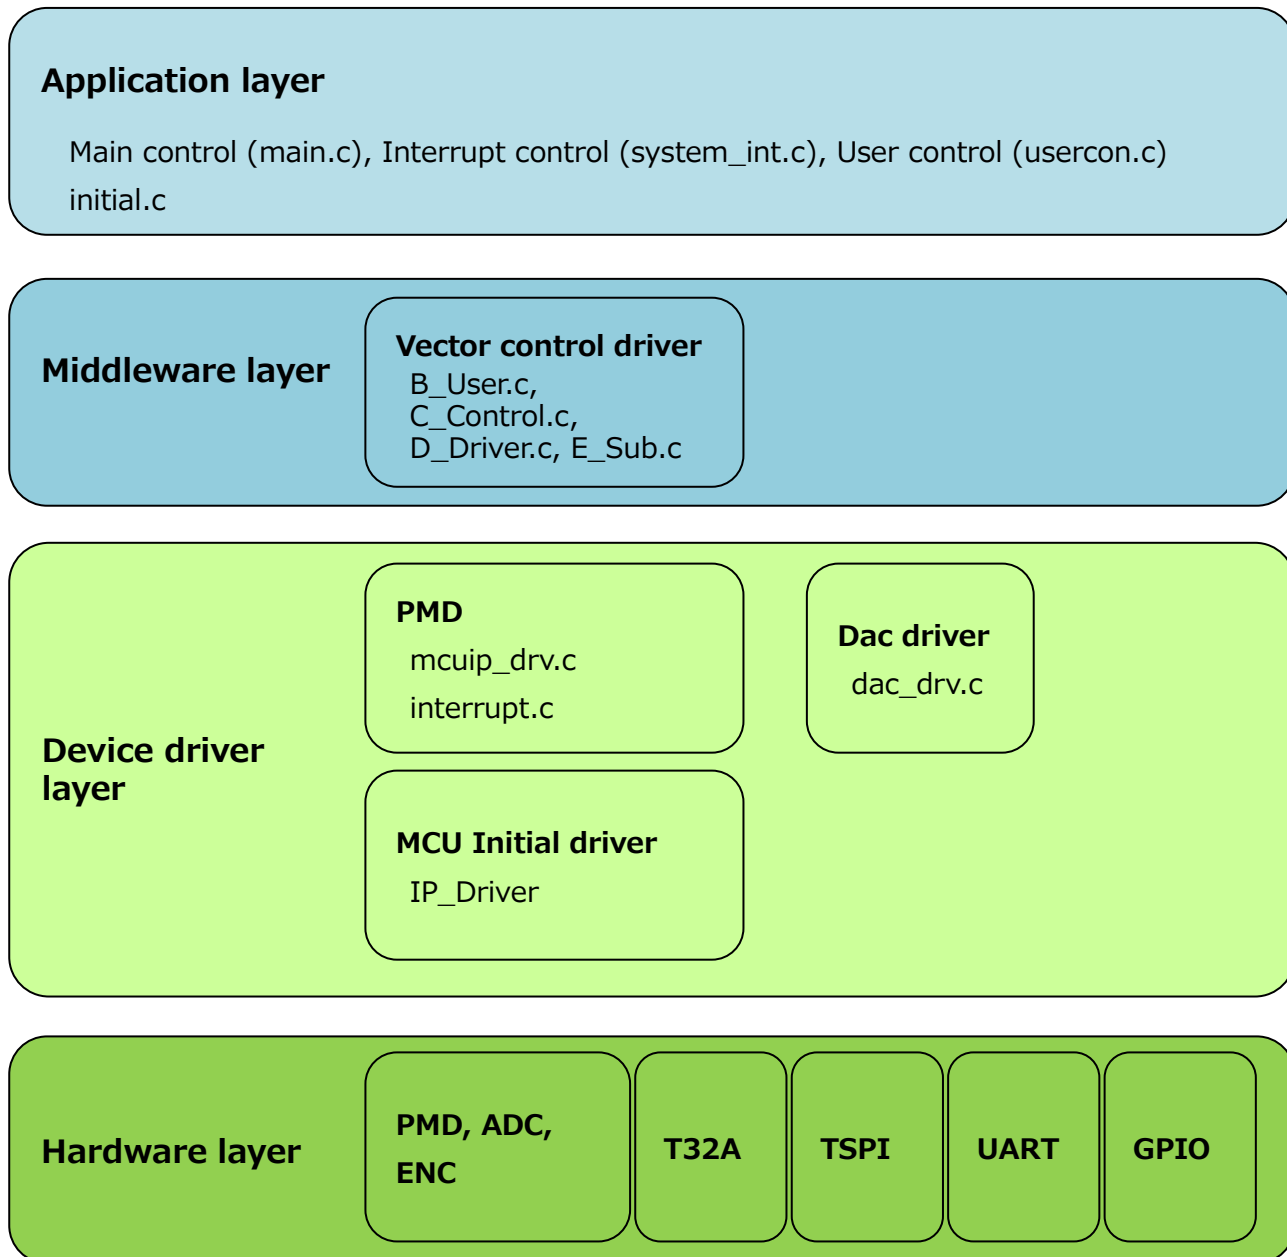 Application layer
Main control (main.c), Interrupt control (system_int.c), User control (usercon.c)
initial.c
Middleware layer
Vector control driver
B_User.c,
C_Control.c,
D_Driver.c, E_Sub.c
Device driver
layer
PMD
mcuip_drv.c
interrupt.c
Dac driver
dac_drv.c
MCU Initial driver
IP_Driver
Hardware layer
PMD, ADC,
ENC
T32A
TSPI
UART
GPIO